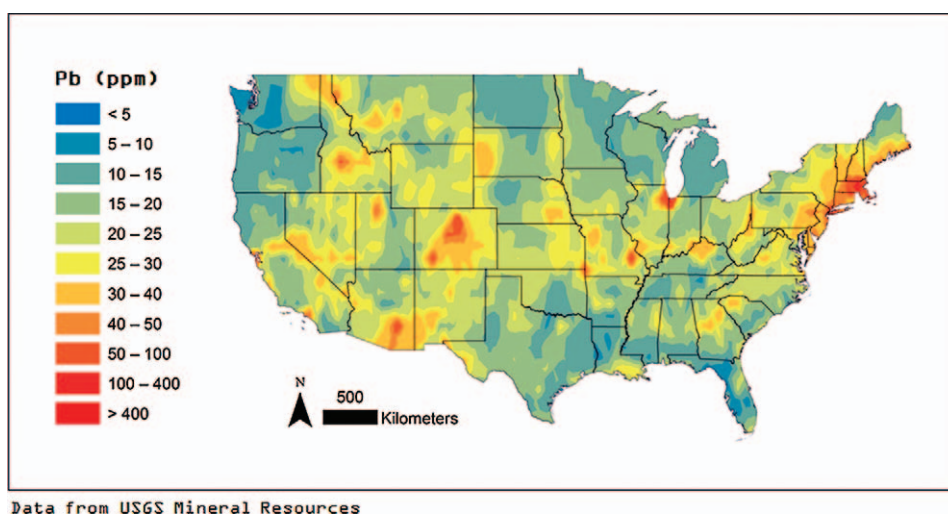 Pb (ppm)
< 5
5 – 10
10 – 15
15 – 20
20 – 25
25 – 30
30 – 40
40 – 50
50 – 100
100 – 400
> 400
N
500
Kilometers
Data from USGS Mineral Resources